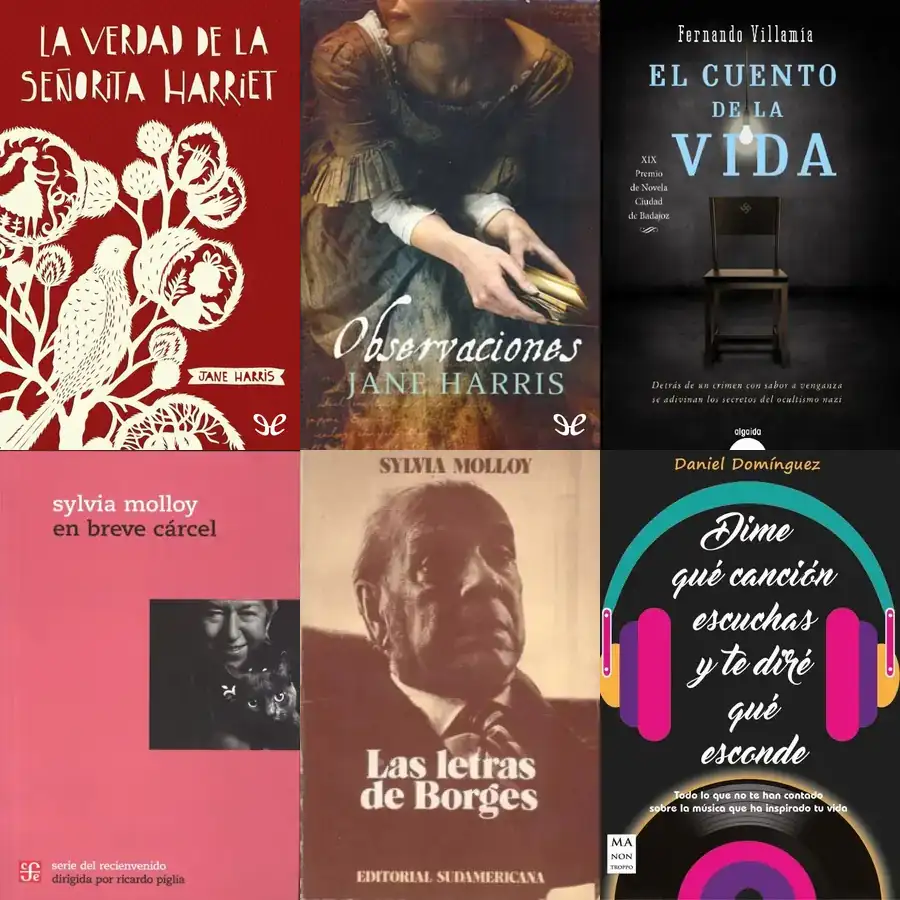 LA VERDAD DE LA
SEÑORITA HARRIET
JANE HARRIS
Observaciones
JANE HARRIS
Fernando Villamía
EL CUENTO
DE LA
VIDA
XIX
Premio
de Novela
Ciudad
de Badajoz
Detrás de un crimen con sabor a venganza
se adivinan los secretos del ocultismo nazi
algaida
sylvia molloy
en breve cárcel
serie del recienvenido
dirigida por ricardo piglia
SYLVIA MOLLOY
Las letras
de Borges
EDITORIAL SUDAMERICANA
Daniel Domínguez
Dime
qué canción
escuchas
y te diré
qué
esconde
Todo lo que no te han contado
sobre la música que ha inspirado tu vida
MA
NON
TROPPO